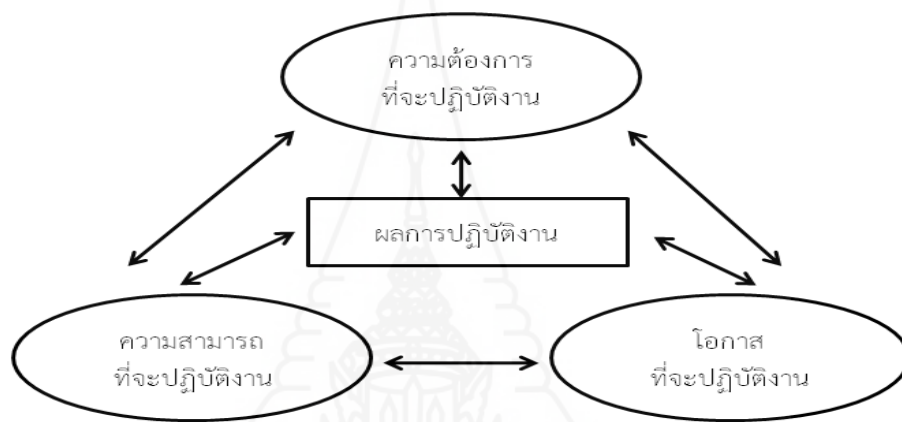 ความต้องการ
ที่จะปฏิบัติงาน
ผลการปฏิบัติงาน
ความสามารถ
ที่จะปฏิบัติงาน
โอกาส
ที่จะปฏิบัติงาน